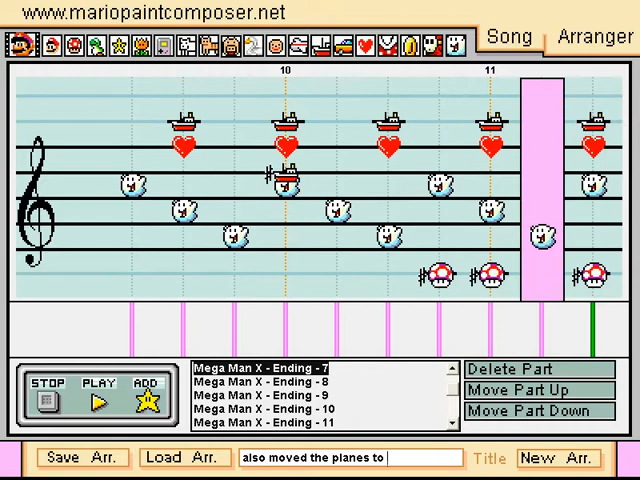 www.mariopaintcomposer.net
Song
Arranger
10
11
STOP
PLAY
ADD
Mega Man X - Ending - 7
Mega Man X - Ending - 8
Mega Man X - Ending - 9
Mega Man X - Ending - 10
Mega Man X - Ending - 11
Delete Part
Move Part Up
Move Part Down
Save Arr.
Load Arr.
also moved the planes to
Title
New Arr.